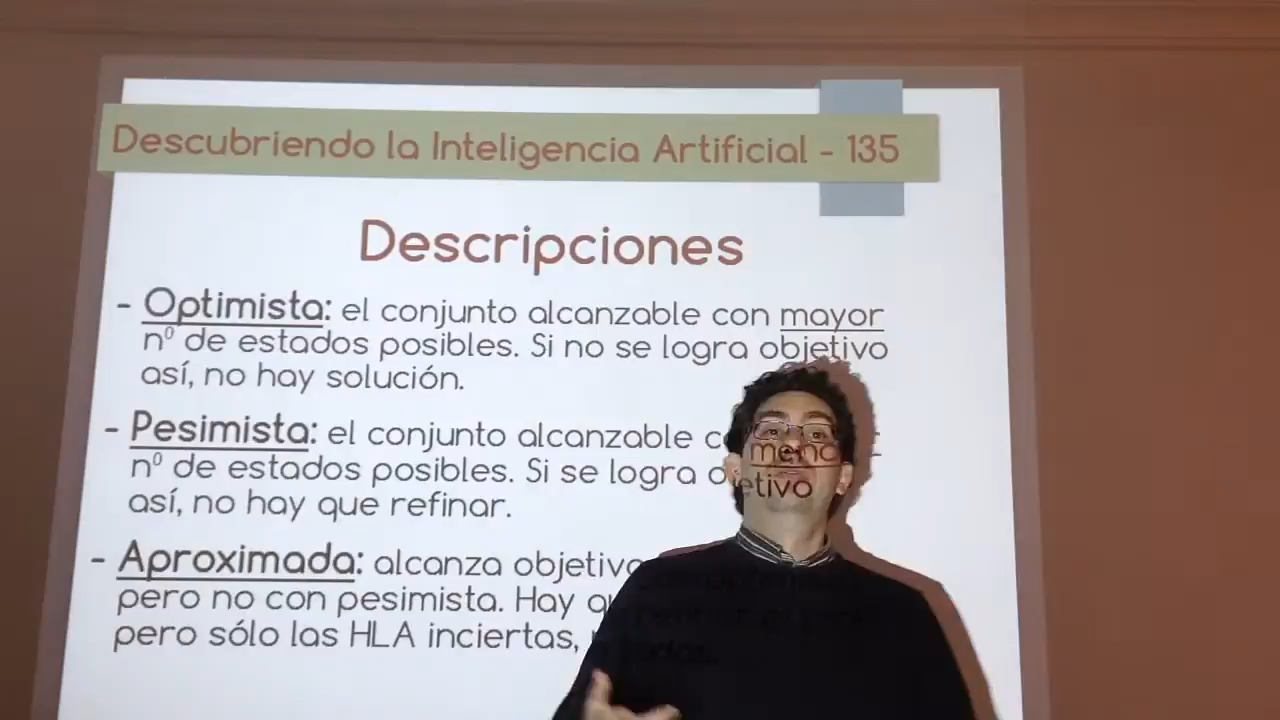 Descubriendo la Inteligencia Artificial - 135
Descripciones
- Optimista: el conjunto alcanzable con mayor
nº de estados posibles. Si no se logra objetivo
así, no hay solución.
- Pesimista: el conjunto alcanzable
nº de estados posibles. Si se logra objetivo
así, no hay que refinar.
- Aproximada: alcanza objetivo
pero no con pesimista. Hay
pero sólo las HLA inciertas,